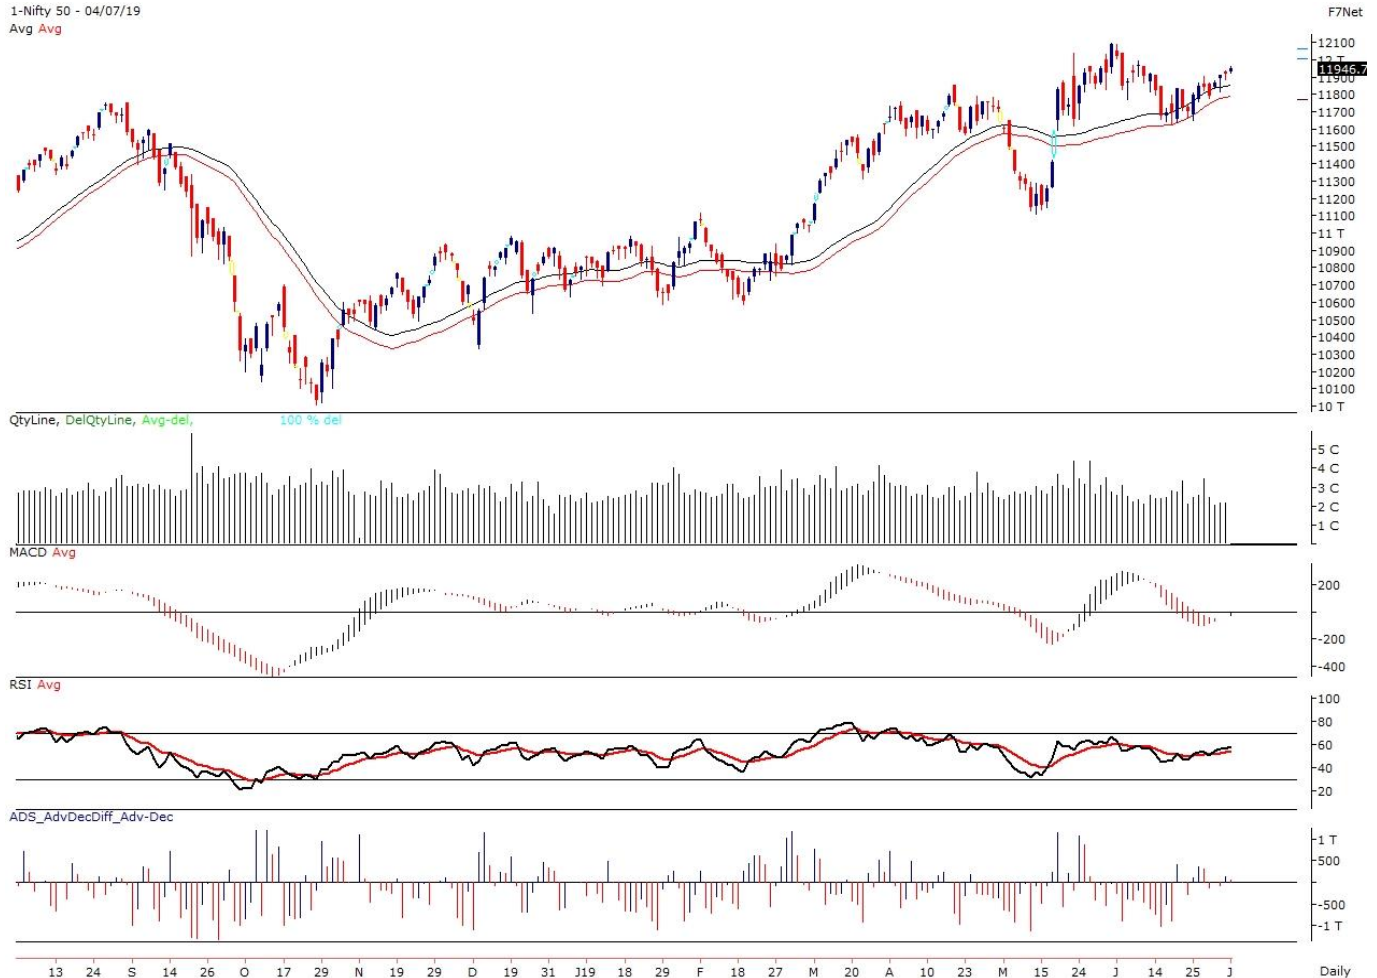 1-Nifty 50 - 04/07/19 F7Net
Avg Avg
12100
12 T
11946.7
11900
11800
11700
11600
11500
11400
11300
11200
11100
11 T
10900
10800
10700
10600
10500
10400
10300
10200
10100
10 T
QtyLine, DelQtyLine, Avg-del, 100 % del
5 C
4 C
3 C
2 C
1 C
MACD Avg
200
-200
-400
RSI Avg
100
80
60
40
20
ADS_AdvDecDiff_Adv-Dec
1 T
500
-500
-1 T
13 24 S 14 26 O 17 29 N 19 29 D 19 31 J19 18 29 F 18 27 M 20 A 10 23 M 15 24 J 14 25 J Daily